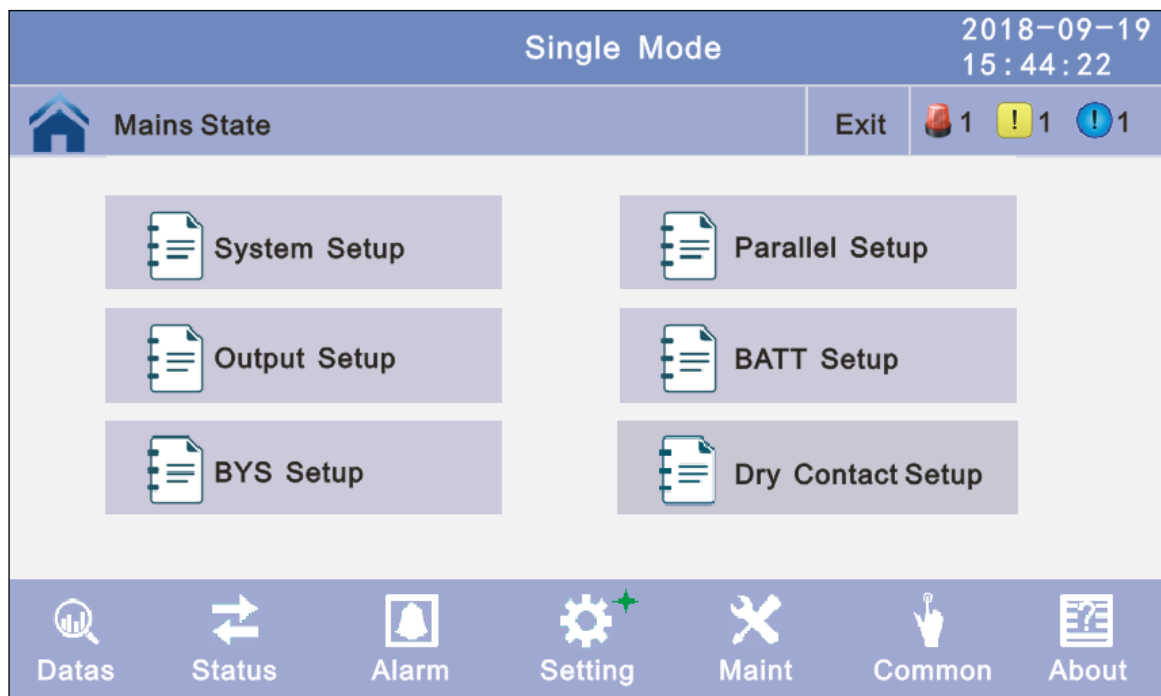 Single Mode
2018-09-19
15:44:22
Mains State
Exit
1
! 1
! 1
System Setup
Parallel Setup
Output Setup
BATT Setup
BYS Setup
Dry Contact Setup
?
Datas
Status
Alarm
Setting
Maint
Common
About